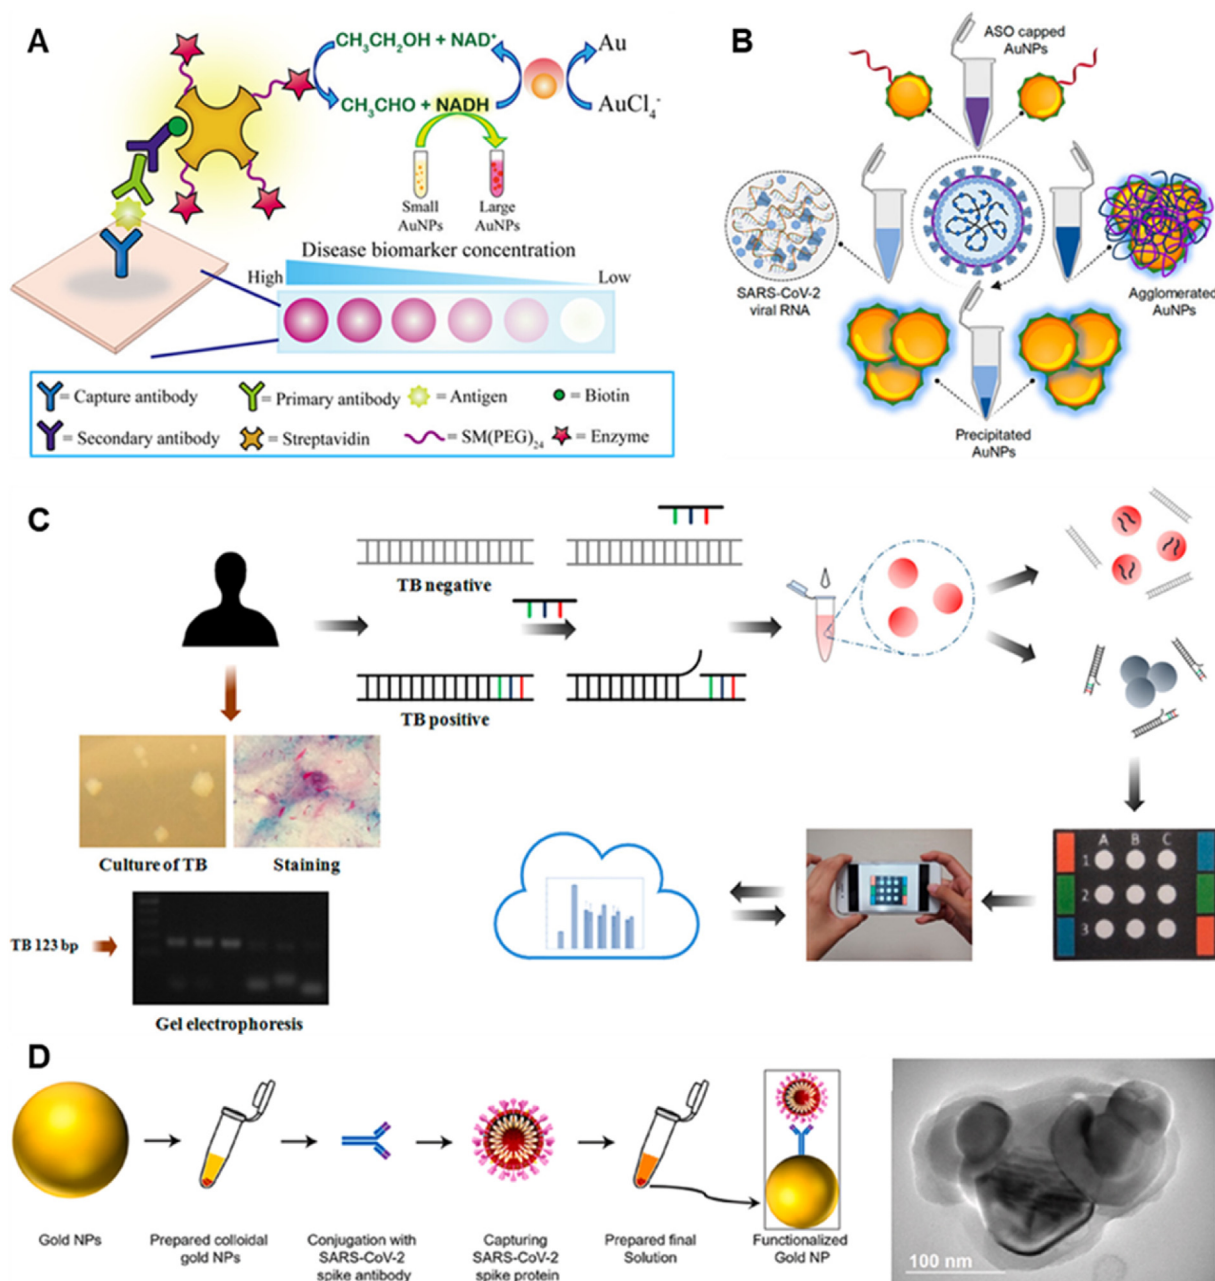 A
CH₃CH₂OH + NAD⁺
Au
CH₃CHO + NADH
AuCl₄⁻
Small
AuNPs
Large
AuNPs
Disease biomarker concentration
High
Low
= Capture antibody
= Primary antibody
= Antigen
= Biotin
= Secondary antibody
= Streptavidin
= SM(PEG)₂₄
= Enzyme
B
ASO capped
AuNPs
SARS-CoV-2
viral RNA
Agglomerated
AuNPs
Precipitated
AuNPs
C
TB negative
TB positive
Culture of TB
Staining
TB 123 bp
Gel electrophoresis
A B C
1
2
3
D
Gold NPs
Prepared colloidal
gold NPs
Conjugation with
SARS-CoV-2
spike antibody
Capturing
SARS-CoV-2
spike protein
Prepared final
Solution
Functionalized
Gold NP
100 nm